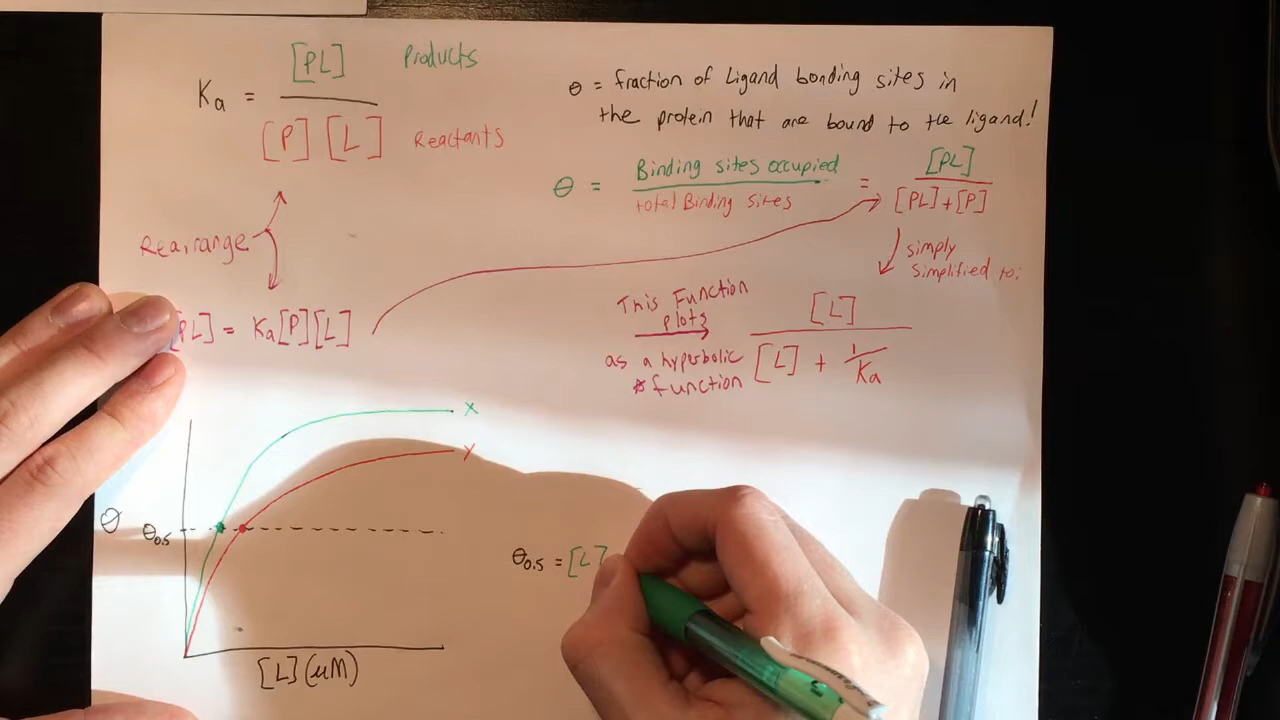 [PL] Products
Ka =
[P] [L] Reactants
Rearrange
[PL] = Ka[P][L]
θ = fraction of Ligand bonding sites in
the protein that are bound to the ligand!
θ = Binding sites occupied = [PL]
total Binding sites [PL] + [P]
simply
simplified to:
This Function
plots
as a hyperbolic
function
[L]
[L] + 1/Ka
X
Y
θ
θ0.5
[L] (uM)
θ0.5 = [L]